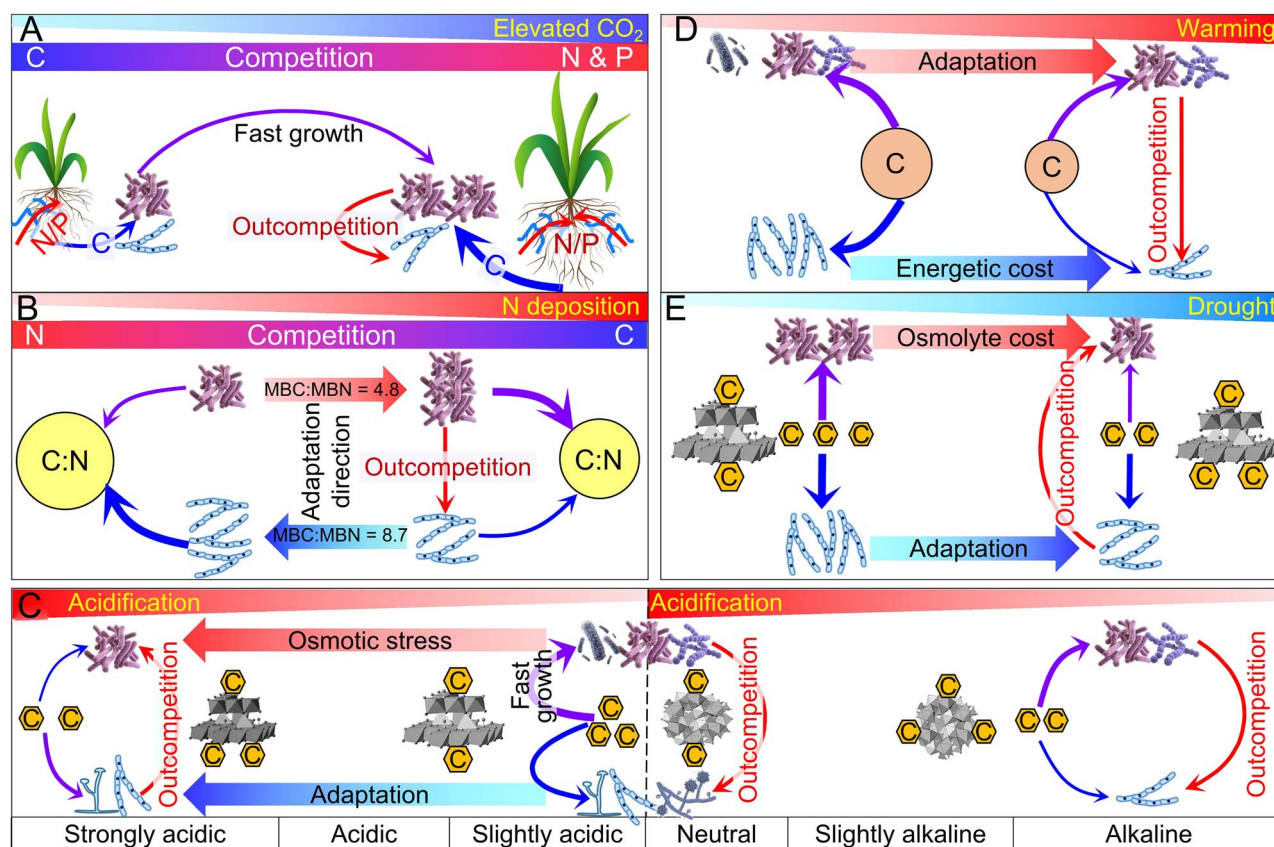 A
Elevated CO₂
C
Competition
N & P
Fast growth
Outcompetition
N/P
C
C
N/P
B
N deposition
N
Competition
C
MBC:MBN = 4.8
C:N
Adaptation
direction
Outcompetition
C:N
MBC:MBN = 8.7
D
Warming
Adaptation
C
C
Outcompetition
Energetic cost
E
Drought
Osmolyte cost
C
C
C
C
C
C
C
C
C
C
Outcompetition
Adaptation
C
Acidification
Acidification
Osmotic stress
Fast
growth
C
C
Outcompetition
C
C
C
C
C
C
C
C
C
Outcompetition
C
C
C
C
C
C
Outcompetition
Adaptation
Strongly acidic
Acidic
Slightly acidic
Neutral
Slightly alkaline
Alkaline